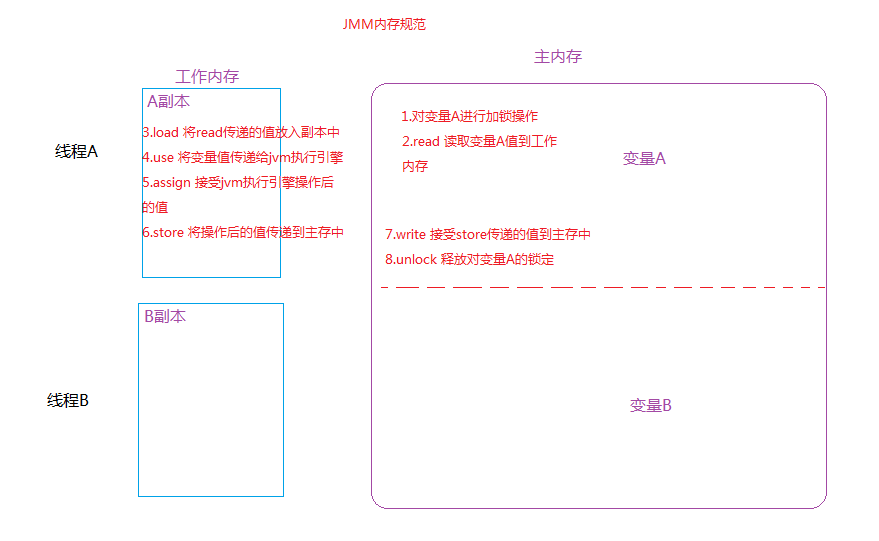 JMM内存规范
主内存
工作内存
A副本
3.load 将read传递的值放入副本中
4.use 将变量值传递给jvm执行引擎
5.assign 接受jvm执行引擎操作后
的值
6.store 将操作后的值传递到主存中
线程A
1.对变量A进行加锁操作
2.read 读取变量A值到工作
内存
变量A
7.write 接受store传递的值到主存中
8.unlock 释放对变量A的锁定
B副本
线程B
变量B